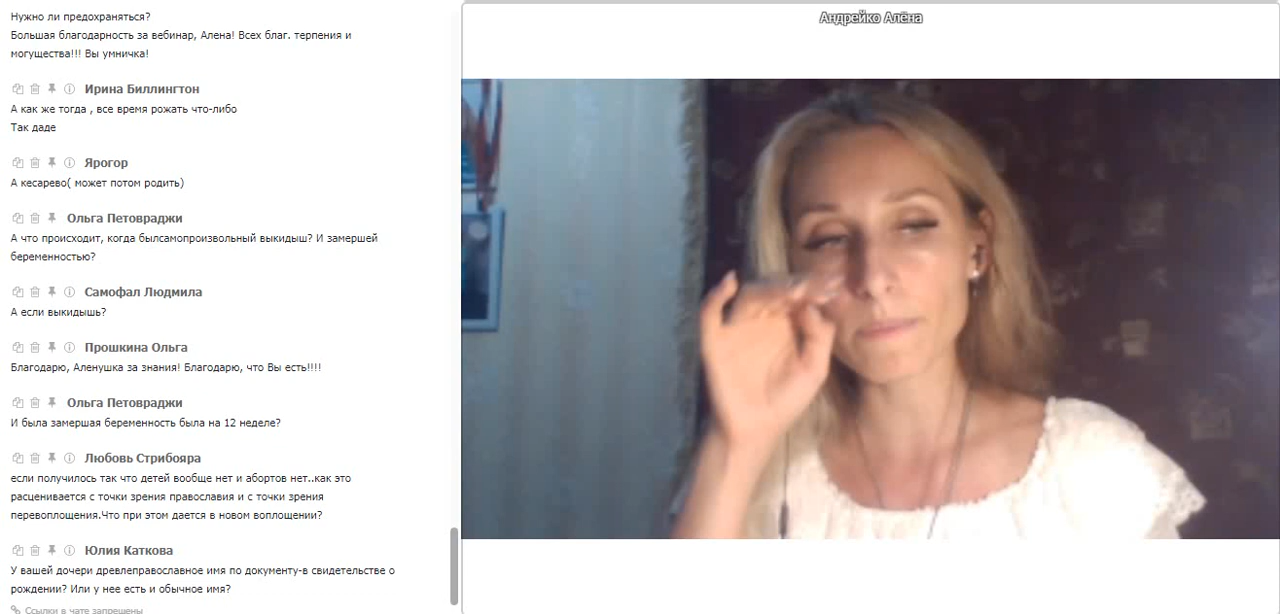 Нужно ли предохраняться?
Большая благодарность за вебинар, Алена! Всех благ. терпения и
могущества!!! Вы умничка!
Ирина Биллингтон
А как же тогда , все время рожать что-либо
Так даде
Ярогор
А кесарево( может потом родить)
Ольга Петовраджи
А что происходит, когда былсамопроизвольный выкидыш? И замершей
беременностью?
Самофал Людмила
А если выкидышь?
Прошкина Ольга
Благодарю, Аленушка за знания! Благодарю, что Вы есть!!!!
Ольга Петовраджи
И была замершая беременность была на 12 неделе?
Любовь Стрибояра
если получилось так что детей вообще нет и абортов нет..как это
расценивается с точки зрения православия и с точки зрения
перевоплощения.Что при этом дается в новом воплощении?
Юлия Каткова
У вашей дочери древлеправославное имя по документу-в свидетельстве о
рождении? Или у нее есть и обычное имя?
Ссылки в чате запрещены
Андрейко Алёна